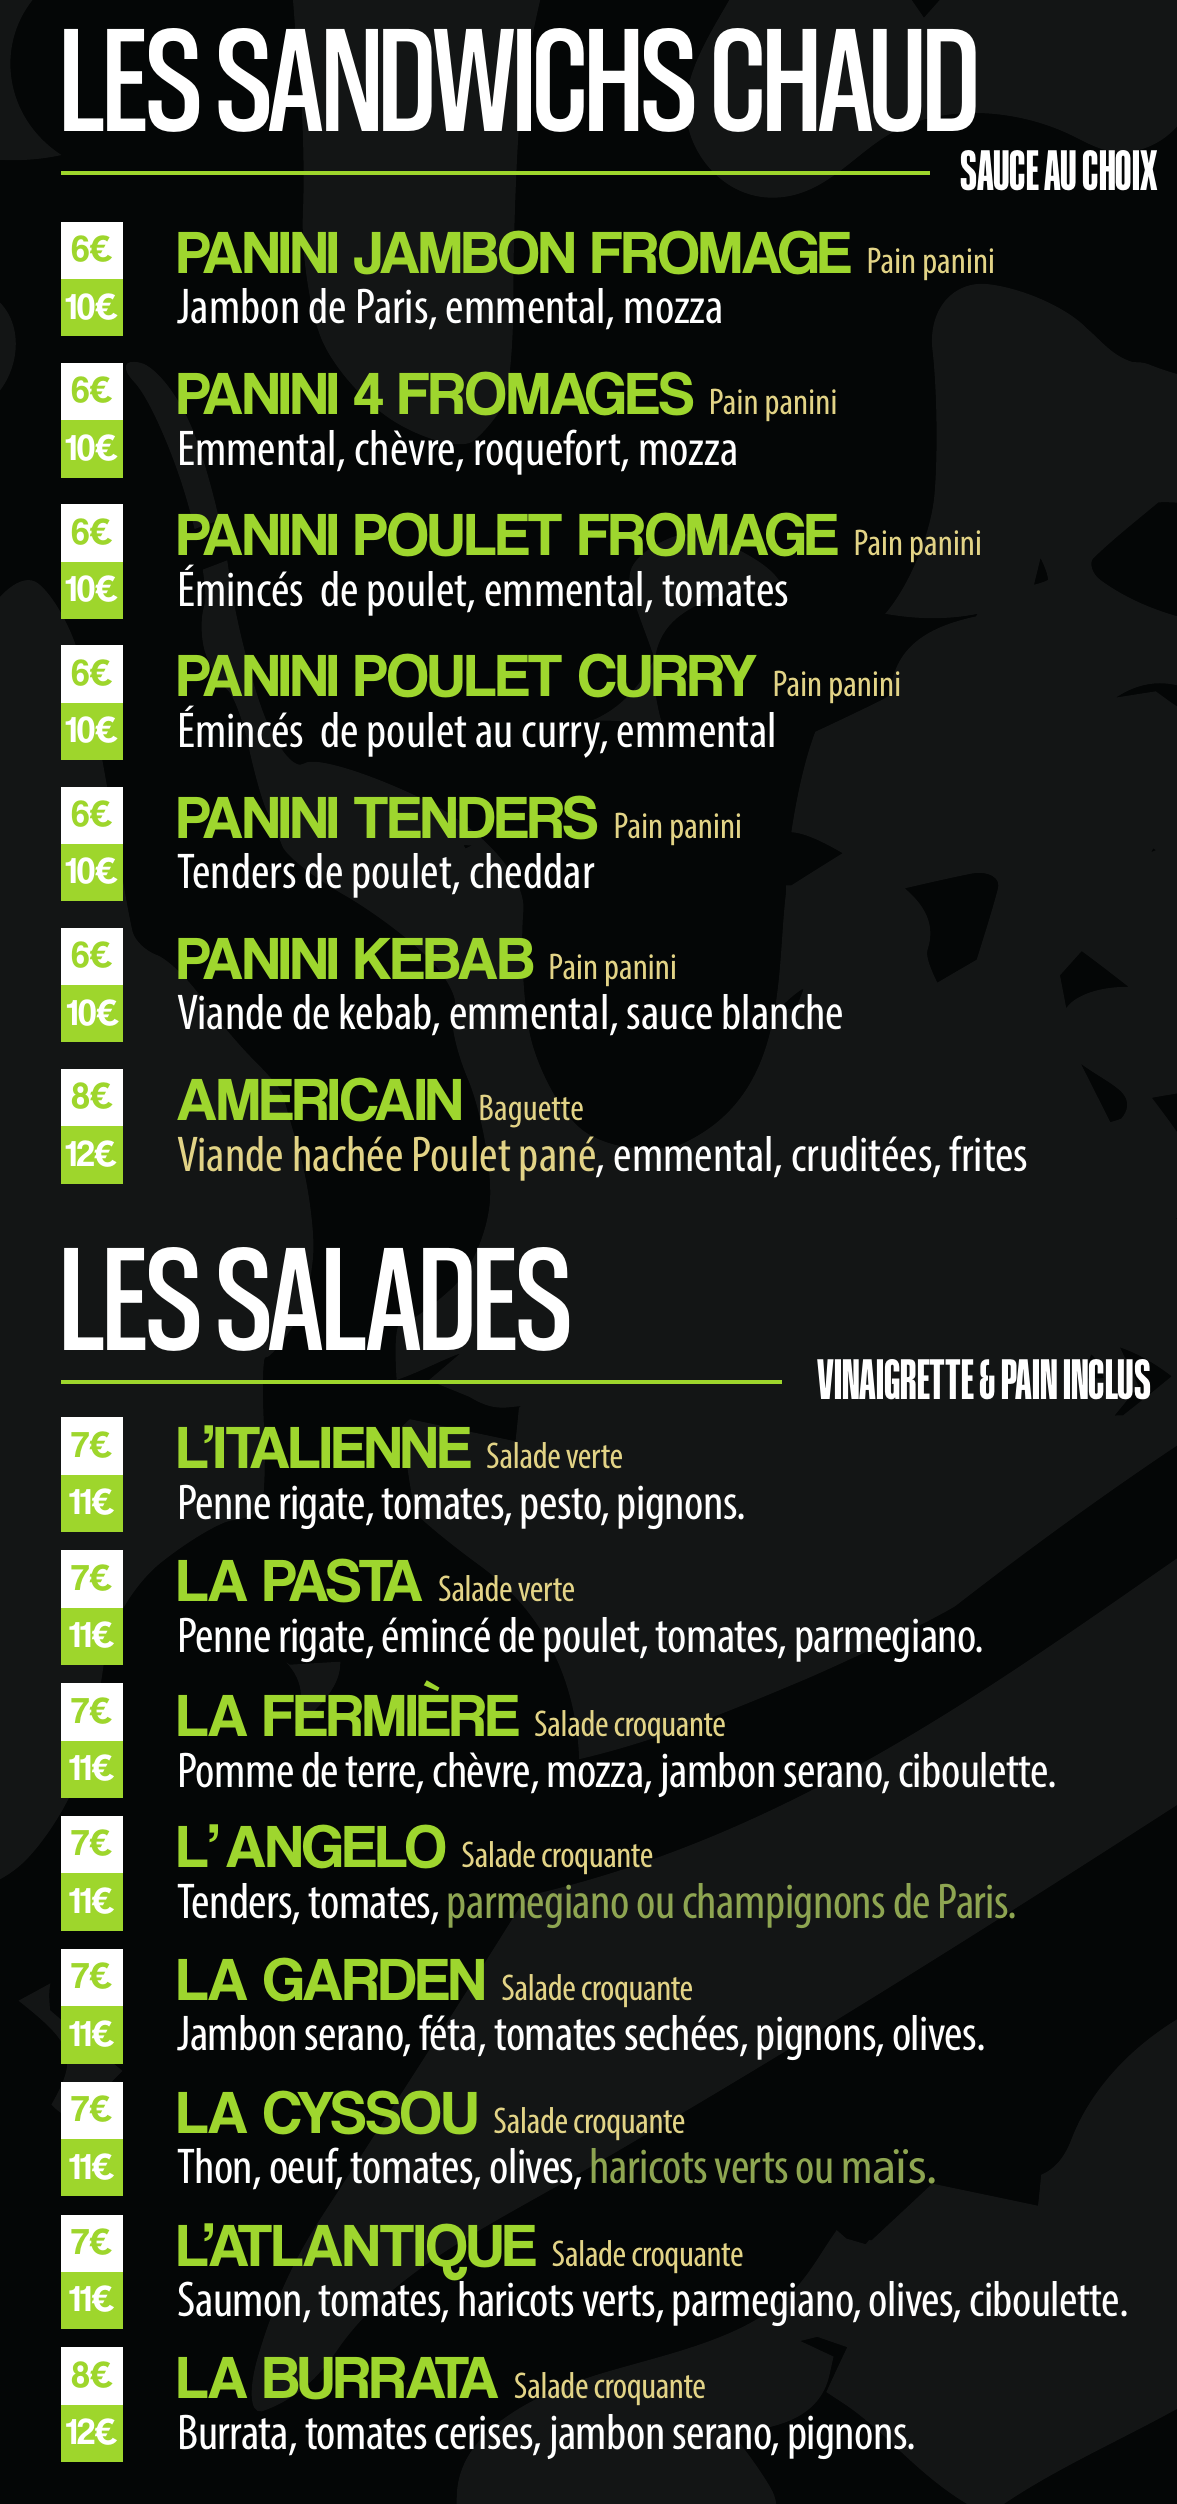 LES SANDWICHS CHAUD
SAUCE AU CHOIX
6€ PANINI JAMBON FROMAGE Pain panini
10€ Jambon de Paris, emmental, mozza
6€ PANINI 4 FROMAGES Pain panini
10€ Emmental, chèvre, roquefort, mozza
6€ PANINI POULET FROMAGE Pain panini
10€ Émincés de poulet, emmental, tomates
6€ PANINI POULET CURRY Pain panini
10€ Émincés de poulet au curry, emmental
6€ PANINI TENDERS Pain panini
10€ Tenders de poulet, cheddar
6€ PANINI KEBAB Pain panini
10€ Viande de kebab, emmental, sauce blanche
8€ AMERICAIN Baguette
12€ Viande hachée Poulet pané, emmental, cruditées, frites
LES SALADES
VINAIGRETTE & PAIN INCLUS
7€ L'ITALIENNE Salade verte
11€ Penne rigate, tomates, pesto, pignons.
7€ LA PASTA Salade verte
11€ Penne rigate, émincé de poulet, tomates, parmegiano.
7€ LA FERMIÈRE Salade croquante
11€ Pomme de terre, chèvre, mozza, jambon serano, ciboulette.
7€ L' ANGELO Salade croquante
11€ Tenders, tomates, parmegiano ou champignons de Paris.
7€ LA GARDEN Salade croquante
11€ Jambon serano, féta, tomates sechées, pignons, olives.
7€ LA CYSSOU Salade croquante
11€ Thon, oeuf, tomates, olives, haricots verts ou maïs.
7€ L'ATLANTIQUE Salade croquante
11€ Saumon, tomates, haricots verts, parmegiano, olives, ciboulette.
8€ LA BURRATA Salade croquante
12€ Burrata, tomates cerises, jambon serano, pignons.